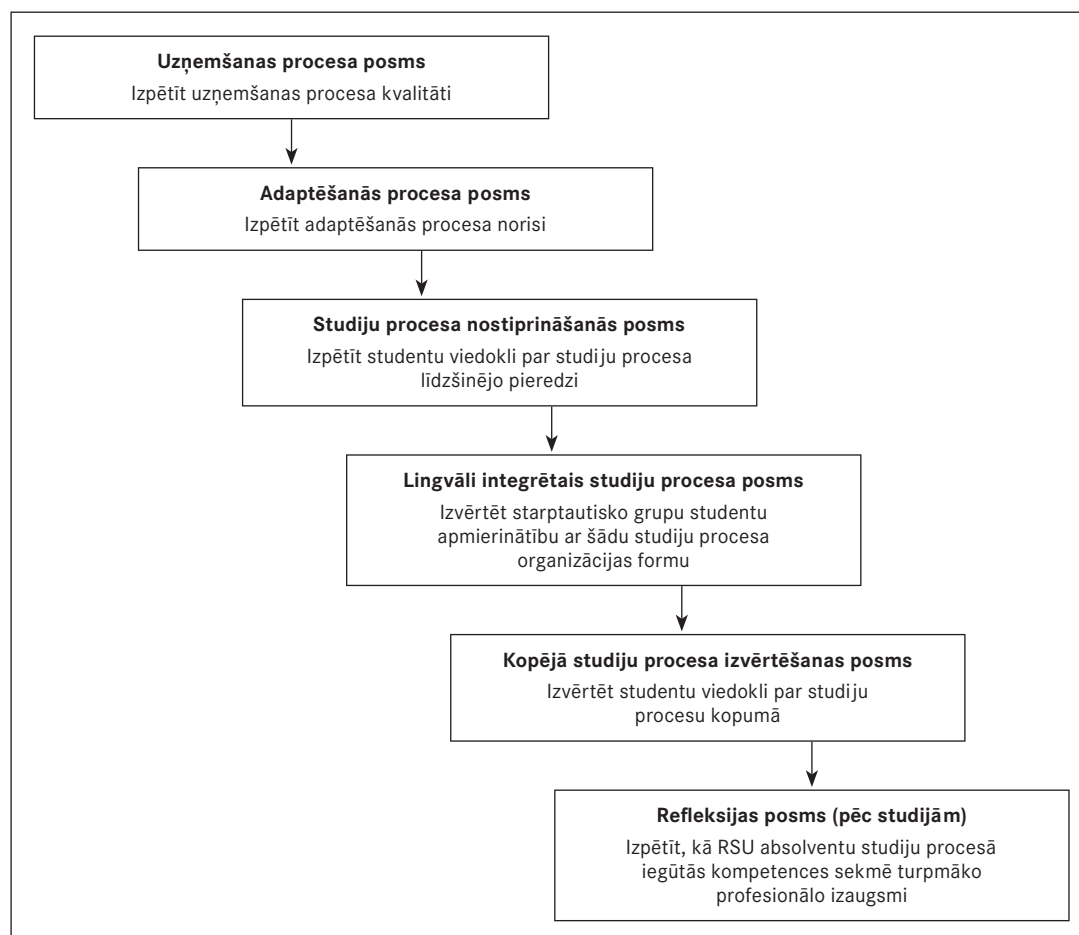 Uzņemšanas procesa posms
Izpētīt uzņemšanas procesa kvalitāti
Adaptēšanās procesa posms
Izpētīt adaptēšanās procesa norisi
Studiju procesa nostiprināšanās posms
Izpētīt studentu viedokli par studiju procesa
līdzšinējo pieredzi
Lingvāli integrētais studiju procesa posms
Izvērtēt starptautisko grupu studentu
apmierinātību ar šādu studiju procesa
organizācijas formu
Kopējā studiju procesa izvērtēšanas posms
Izvērtēt studentu viedokli par studiju
procesu kopumā
Refleksijas posms (pēc studijām)
Izpētīt, kā RSU absolventu studiju procesā
iegūtās kompetences sekmē turpmāko
profesionālo izaugsmi